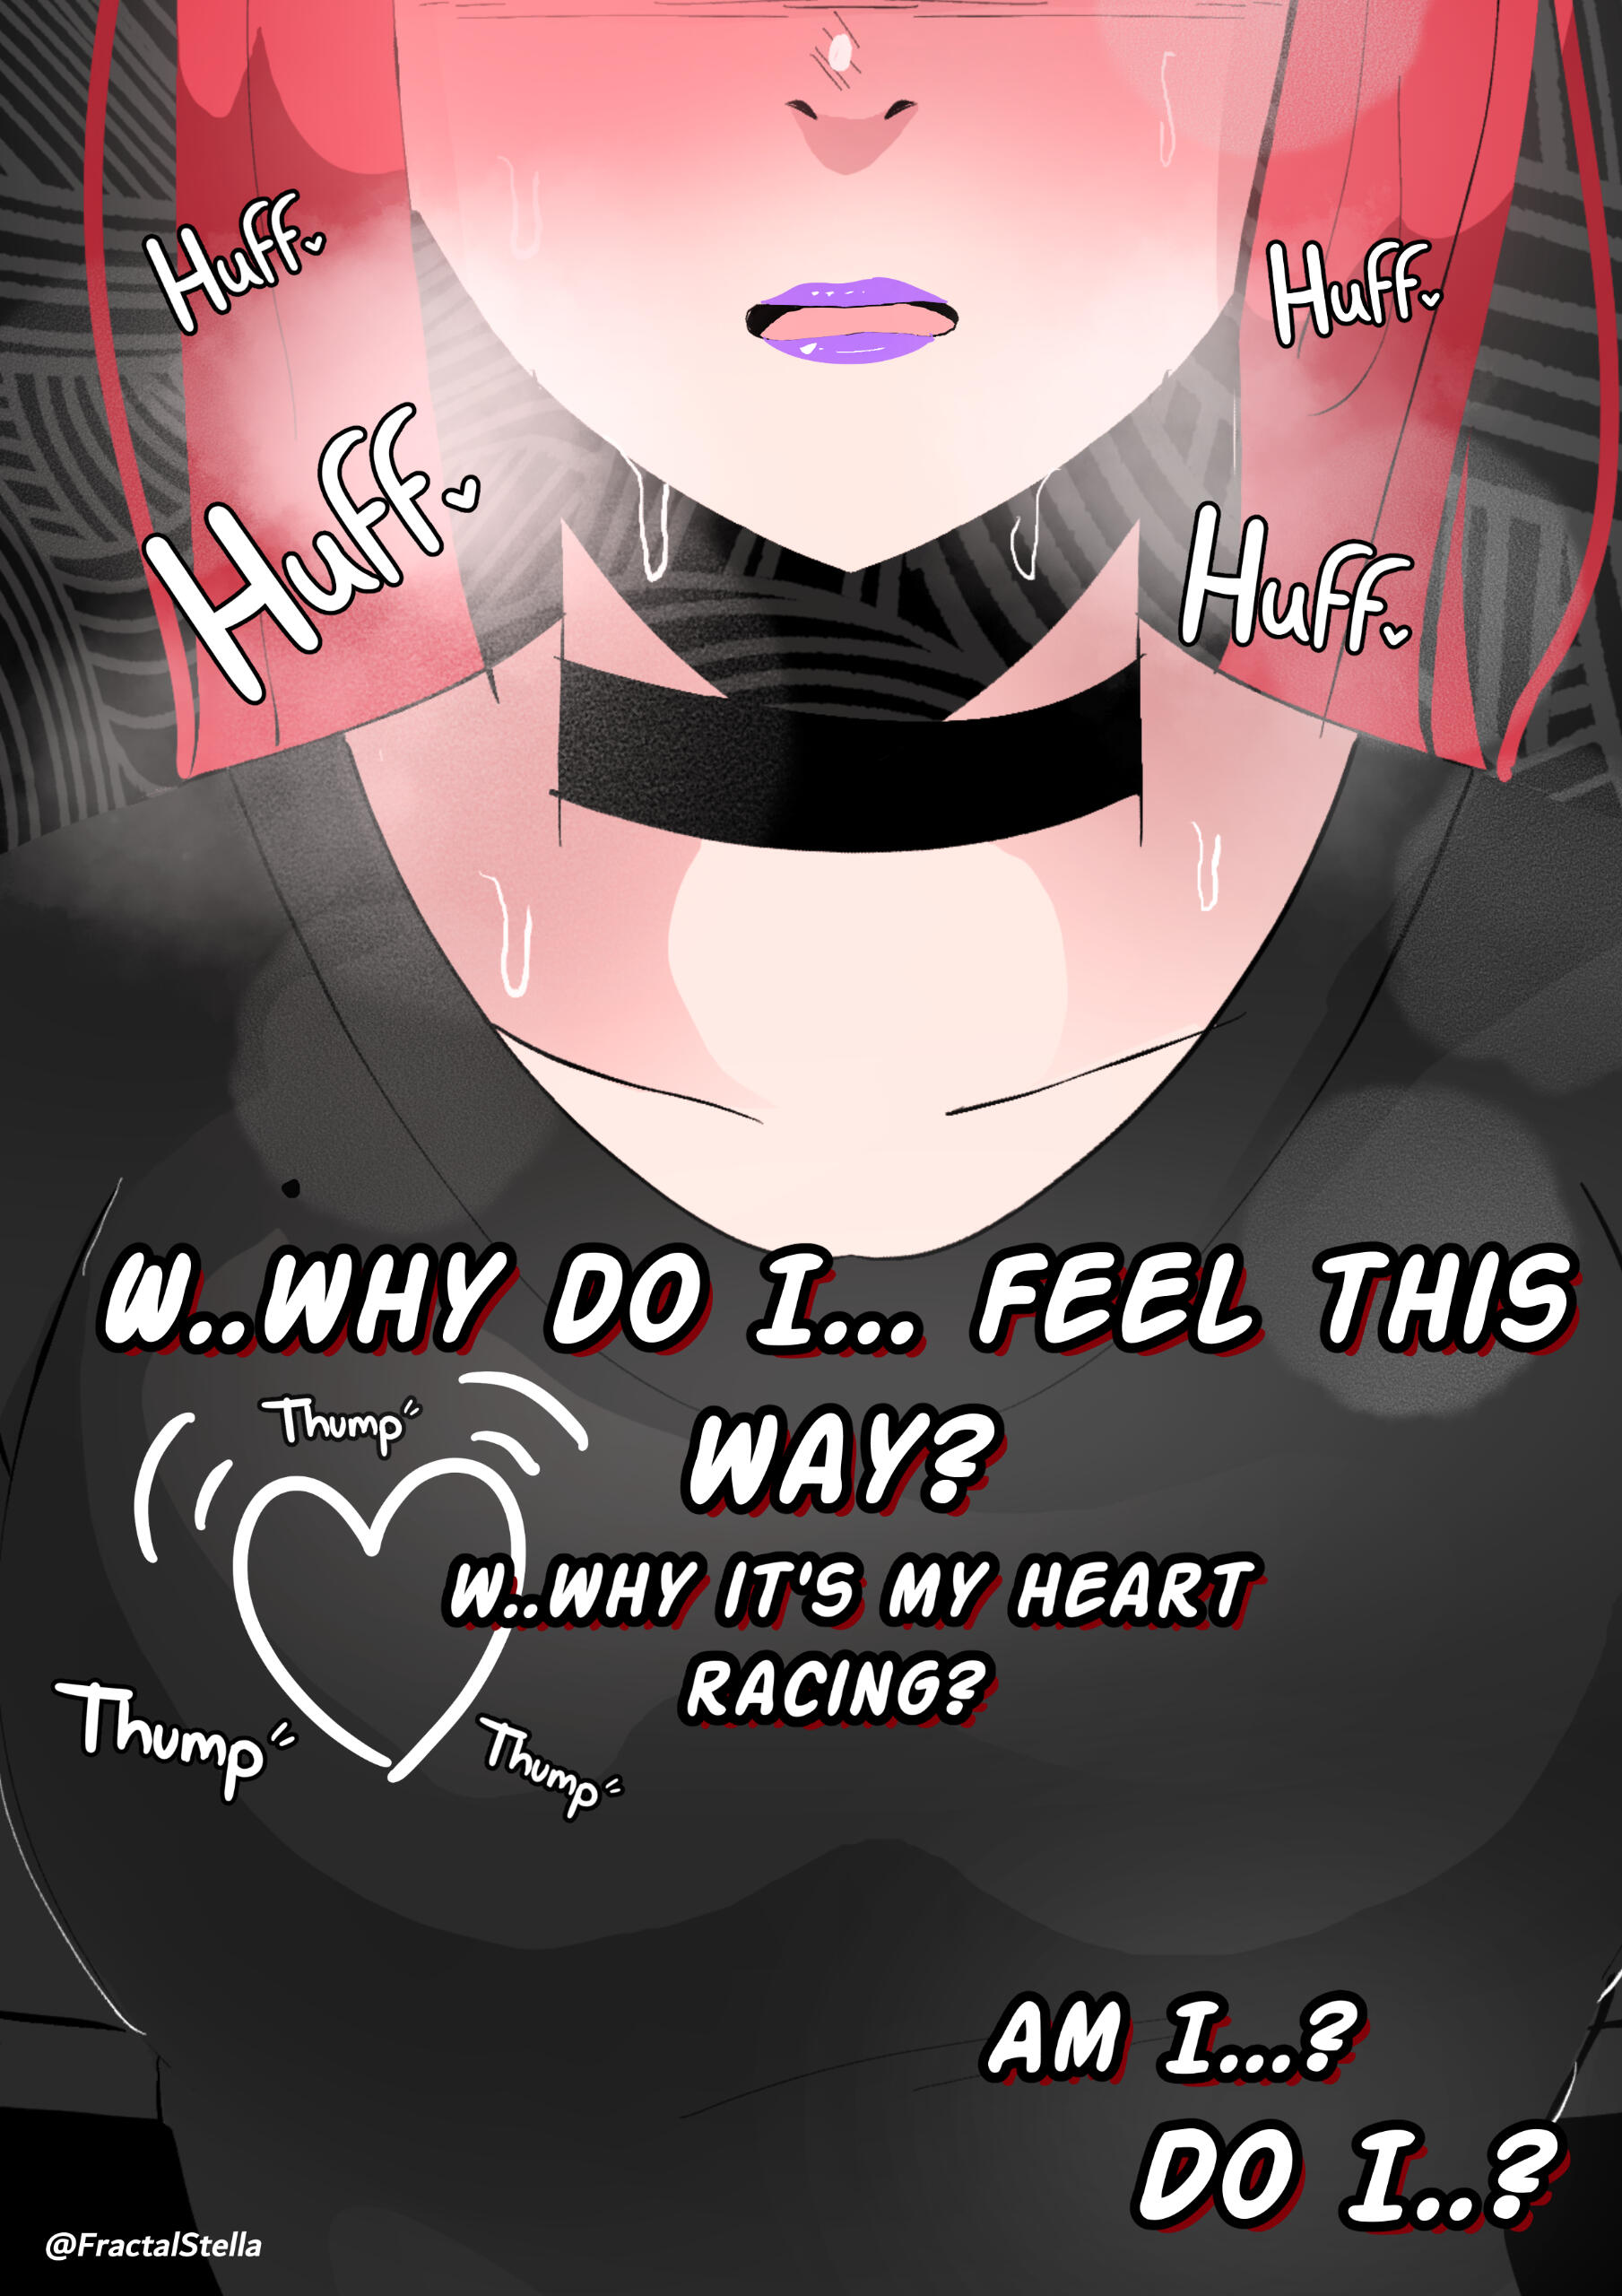 Huff
Huff
Huff
Huff
W..WHY DO I... FEEL THIS
WAY?
Thump
W..WHY IT'S MY HEART
RACING?
Thump
Thump
AM I...?
DO I..?
@FractalStella